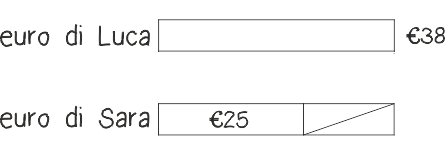 euro di Luca €38
euro di Sara €25